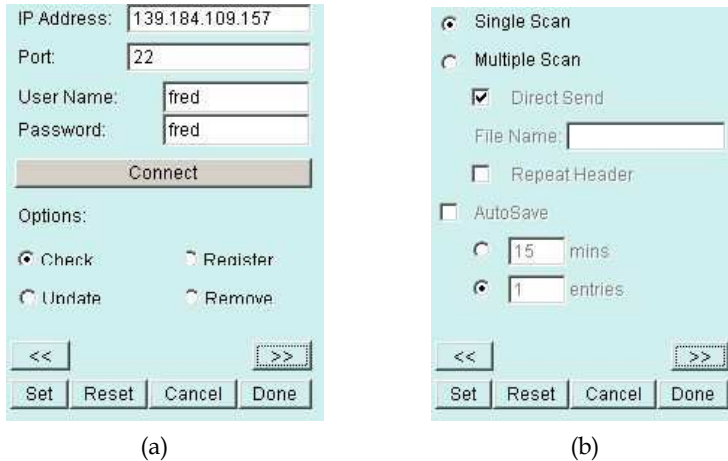 IP Address: 139.184.109.157
Port: 22
User Name: fred
Password: fred
Connect
Options:
Check Register
Update Remove
<< >>
Set Reset Cancel Done
(a)
Single Scan
Multiple Scan
Direct Send
File Name:
Repeat Header
AutoSave
15 mins
1 entries
<< >>
Set Reset Cancel Done
(b)